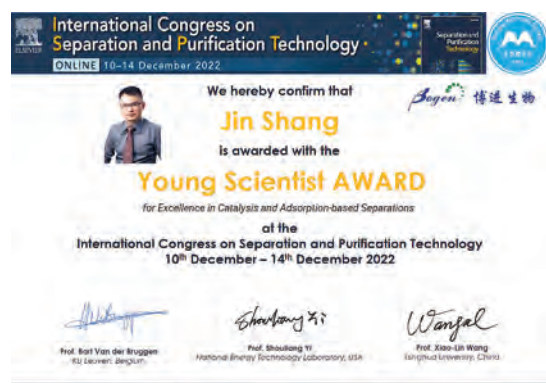 International Congress on
Separation and Purification Technology
ELSEVIER
ONLINE 10–14 December 2022
Separation and
Purification
Technology
We hereby confirm that
Bogen 博进生物
Jin Shang
is awarded with the
Young Scientist AWARD
for Excellence in Catalysis and Adsorption-based Separations
at the
International Congress on Separation and Purification Technology
10th December – 14th December 2022
Shouliang Yi
Prof. Bart Van der Bruggen
KU Leuven, Belgium
Prof. Shouliang Yi
National Energy Technology Laboratory, USA
Prof. Xiao-Lin Wang
Tsinghua University, China